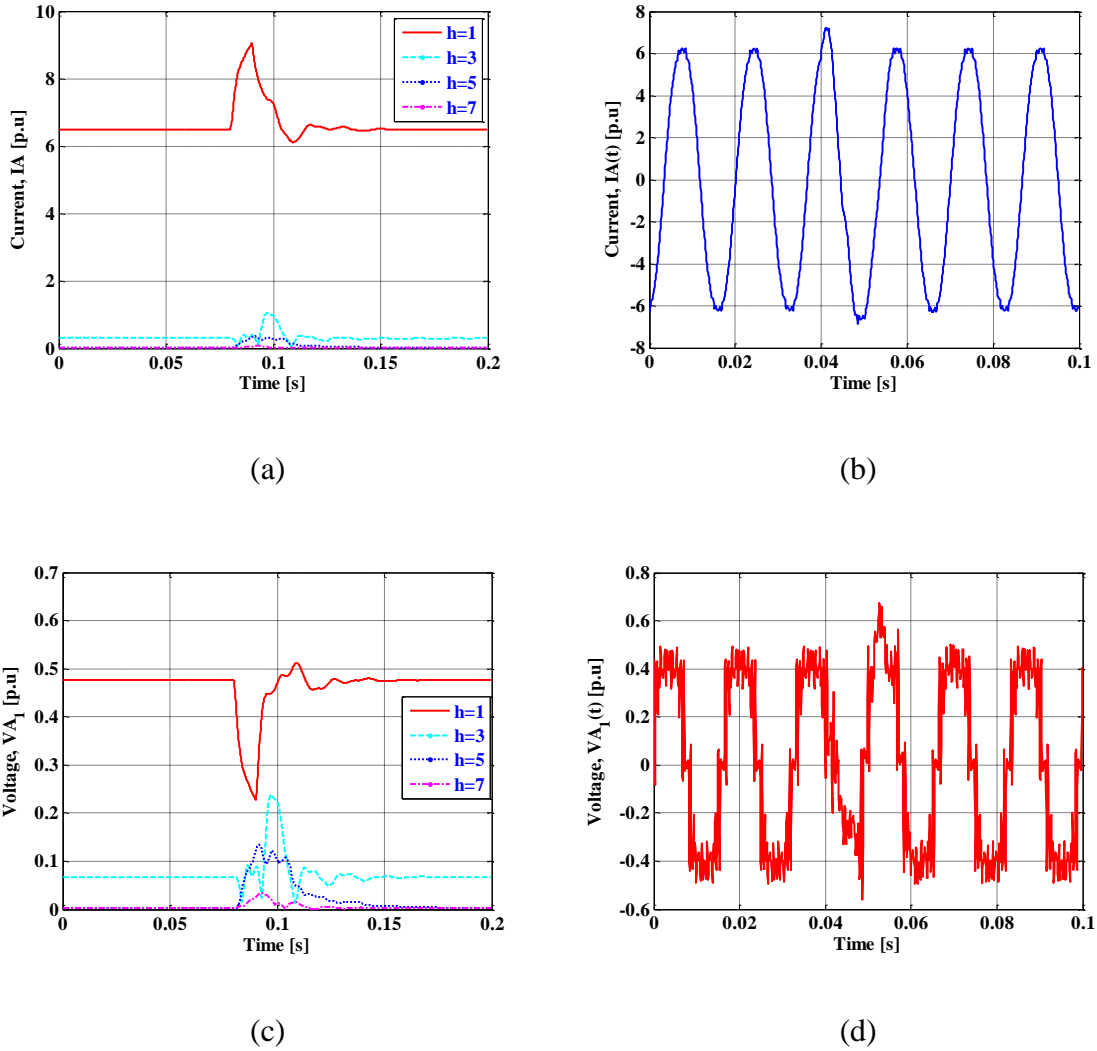 10
8
6
4
2
0
0
0.05
0.1
0.15
0.2
Current, IA [p.u]
Time [s]
h=1
h=3
h=5
h=7
(a)
8
6
4
2
0
-2
-4
-6
-8
0
0.02
0.04
0.06
0.08
0.1
Current, IA(t) [p.u]
Time [s]
(b)
0.7
0.6
0.5
0.4
0.3
0.2
0.1
0
0
0.05
0.1
0.15
0.2
Voltage, VA1 [p.u]
Time [s]
h=1
h=3
h=5
h=7
(c)
0.8
0.6
0.4
0.2
0
-0.2
-0.4
-0.6
0
0.02
0.04
0.06
0.08
0.1
Voltage, VA1(t) [p.u]
Time [s]
(d)